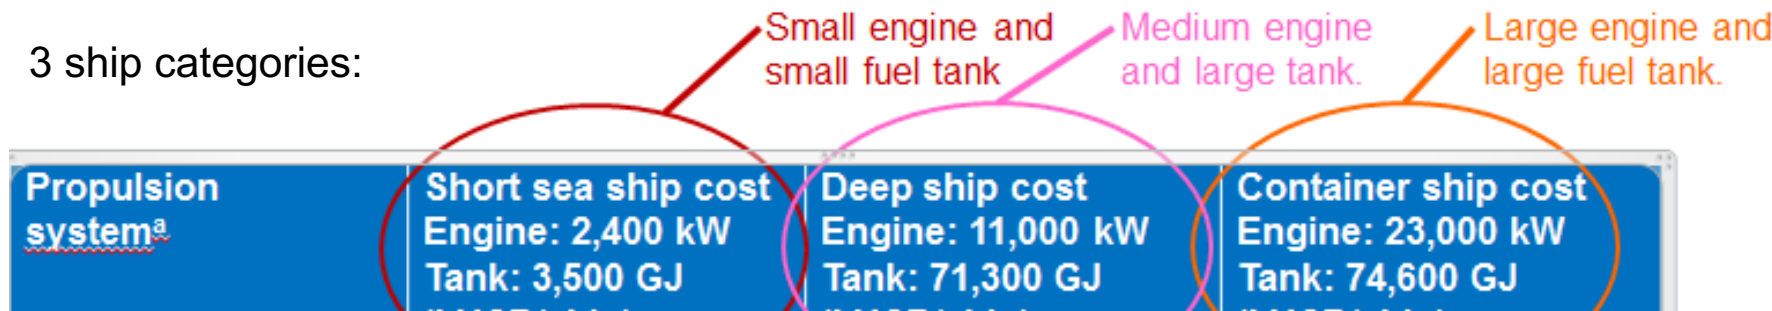 3 ship categories:
Small engine and
small fuel tank
Medium engine
and large tank.
Large engine and
large fuel tank.
Propulsion
systemᵃ
Short sea ship cost
Engine: 2,400 kW
Tank: 3,500 GJ
Deep ship cost
Engine: 11,000 kW
Tank: 71,300 GJ
Container ship cost
Engine: 23,000 kW
Tank: 74,600 GJ